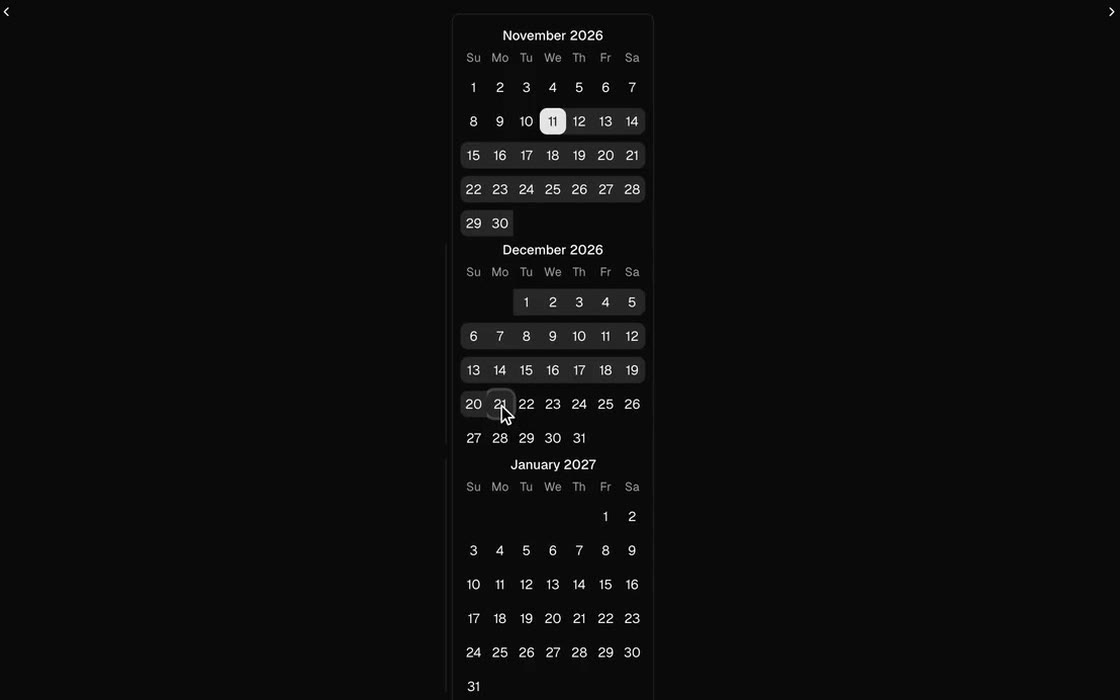 November 2026
Su Mo Tu We Th Fr Sa
1 2 3 4 5 6 7
8 9 10 11 12 13 14
15 16 17 18 19 20 21
22 23 24 25 26 27 28
29 30
December 2026
Su Mo Tu We Th Fr Sa
1 2 3 4 5
6 7 8 9 10 11 12
13 14 15 16 17 18 19
20 21 22 23 24 25 26
27 28 29 30 31
January 2027
Su Mo Tu We Th Fr Sa
1 2
3 4 5 6 7 8 9
10 11 12 13 14 15 16
17 18 19 20 21 22 23
24 25 26 27 28 29 30
31